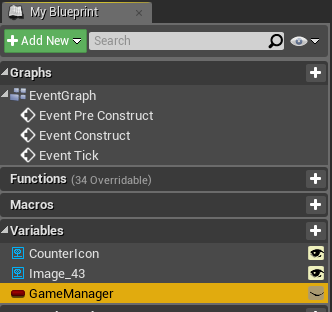 My Blueprint
Add New Search
Graphs
EventGraph
Event Pre Construct
Event Construct
Event Tick
Functions (34 Overridable)
Macros
Variables
CounterIcon
Image_43
GameManager